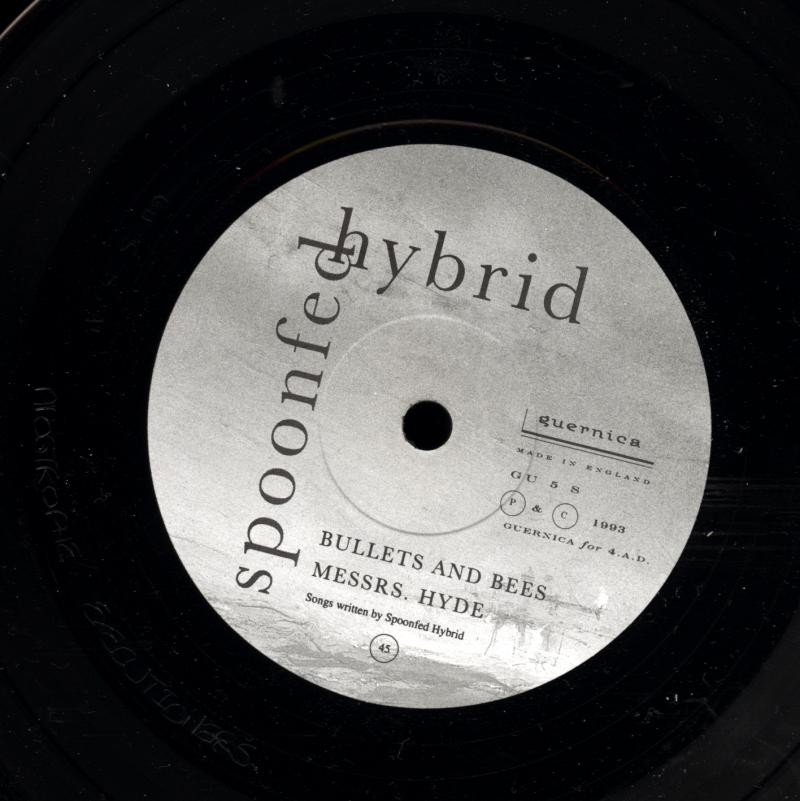 spoonfed
hybrid
guernica
MADE IN ENGLAND
GU 5 S
P & C 1993
GUERNICA for 4.A.D.
BULLETS AND BEES
MESSRS. HYDE
Songs written by Spoonfed Hybrid
45